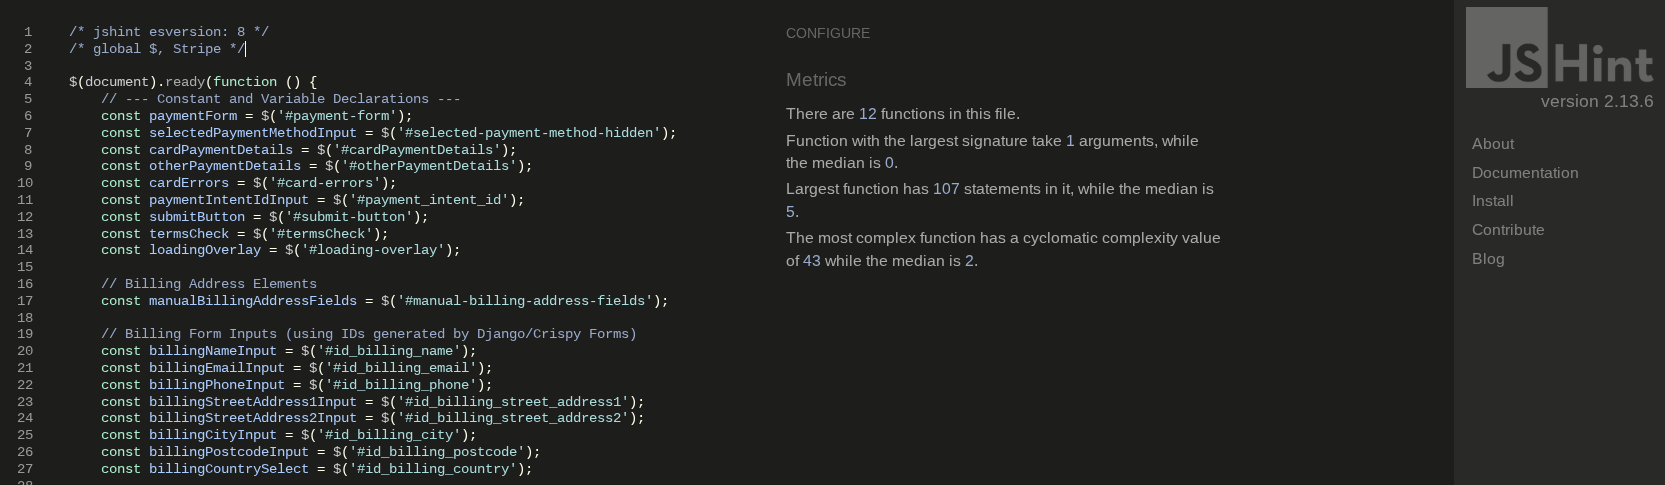 1 /* jshint esversion: 8 */
2 /* global $, Stripe */
3
4 $(document).ready(function () {
5 // --- Constant and Variable Declarations ---
6 const paymentForm = $('#payment-form');
7 const selectedPaymentMethodInput = $('#selected-payment-method-hidden');
8 const cardPaymentDetails = $('#cardPaymentDetails');
9 const otherPaymentDetails = $('#otherPaymentDetails');
10 const cardErrors = $('#card-errors');
11 const paymentIntentIdInput = $('#payment_intent_id');
12 const submitButton = $('#submit-button');
13 const termsCheck = $('#termsCheck');
14 const loadingOverlay = $('#loading-overlay');
15
16 // Billing Address Elements
17 const manualBillingAddressFields = $('#manual-billing-address-fields');
18
19 // Billing Form Inputs (using IDs generated by Django/Crispy Forms)
20 const billingNameInput = $('#id_billing_name');
21 const billingEmailInput = $('#id_billing_email');
22 const billingPhoneInput = $('#id_billing_phone');
23 const billingStreetAddress1Input = $('#id_billing_street_address1');
24 const billingStreetAddress2Input = $('#id_billing_street_address2');
25 const billingCityInput = $('#id_billing_city');
26 const billingPostcodeInput = $('#id_billing_postcode');
27 const billingCountrySelect = $('#id_billing_country');
28
CONFIGURE
Metrics
There are 12 functions in this file.
Function with the largest signature take 1 arguments, while
the median is 0.
Largest function has 107 statements in it, while the median is
5.
The most complex function has a cyclomatic complexity value
of 43 while the median is 2.
JSHint
version 2.13.6
About
Documentation
Install
Contribute
Blog